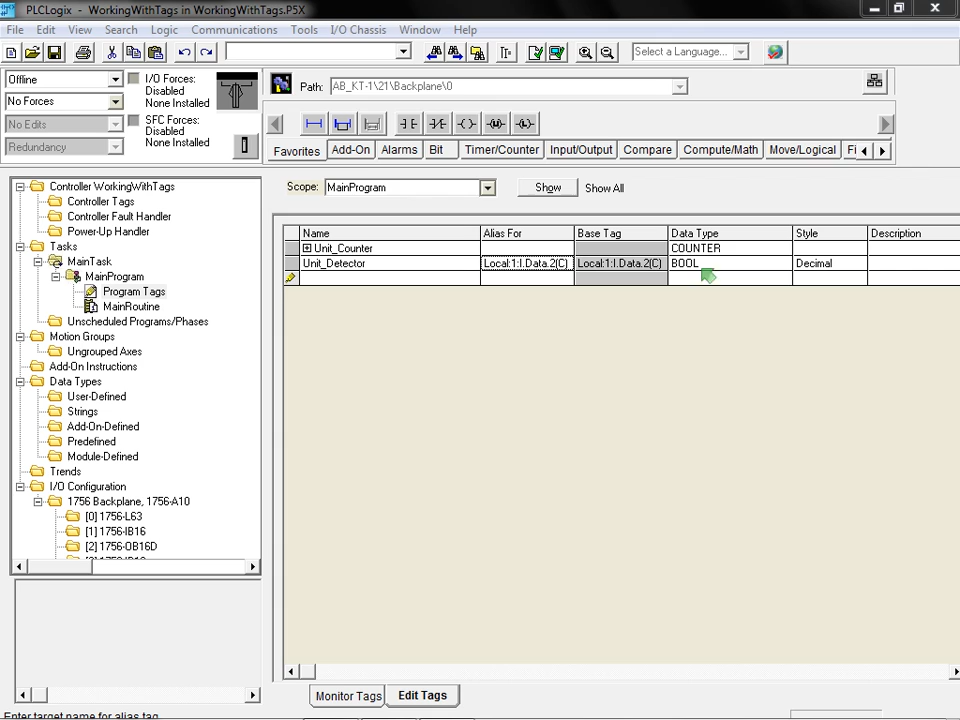 PLCLogix - WorkingWithTags in WorkingWithTags.P5X
File Edit View Search Logic Communications Tools I/O Chassis Window Help
Select a Language...
Offline
I/O Forces:
Disabled
None Installed
No Forces
No Edits
SFC Forces:
Disabled
None Installed
Redundancy
Path: AB_KT-1\21\Backplane\0
Favorites Add-On Alarms Bit Timer/Counter Input/Output Compare Compute/Math Move/Logical
Controller WorkingWithTags
Controller Tags
Controller Fault Handler
Power-Up Handler
Tasks
MainTask
MainProgram
Program Tags
MainRoutine
Unscheduled Programs/Phases
Motion Groups
Ungrouped Axes
Add-On Instructions
Data Types
User-Defined
Strings
Add-On-Defined
Predefined
Module-Defined
Trends
I/O Configuration
1756 Backplane, 1756-A10
[0] 1756-L63
[1] 1756-IB16
[2] 1756-OB16D
Scope: MainProgram Show Show All
Name Alias For Base Tag Data Type Style Description
Unit_Counter COUNTER
Unit_Detector Local:1:I.Data.2(C) Local:1:I.Data.2(C) BOOL Decimal
Monitor Tags Edit Tags
Enter target name for alias tag